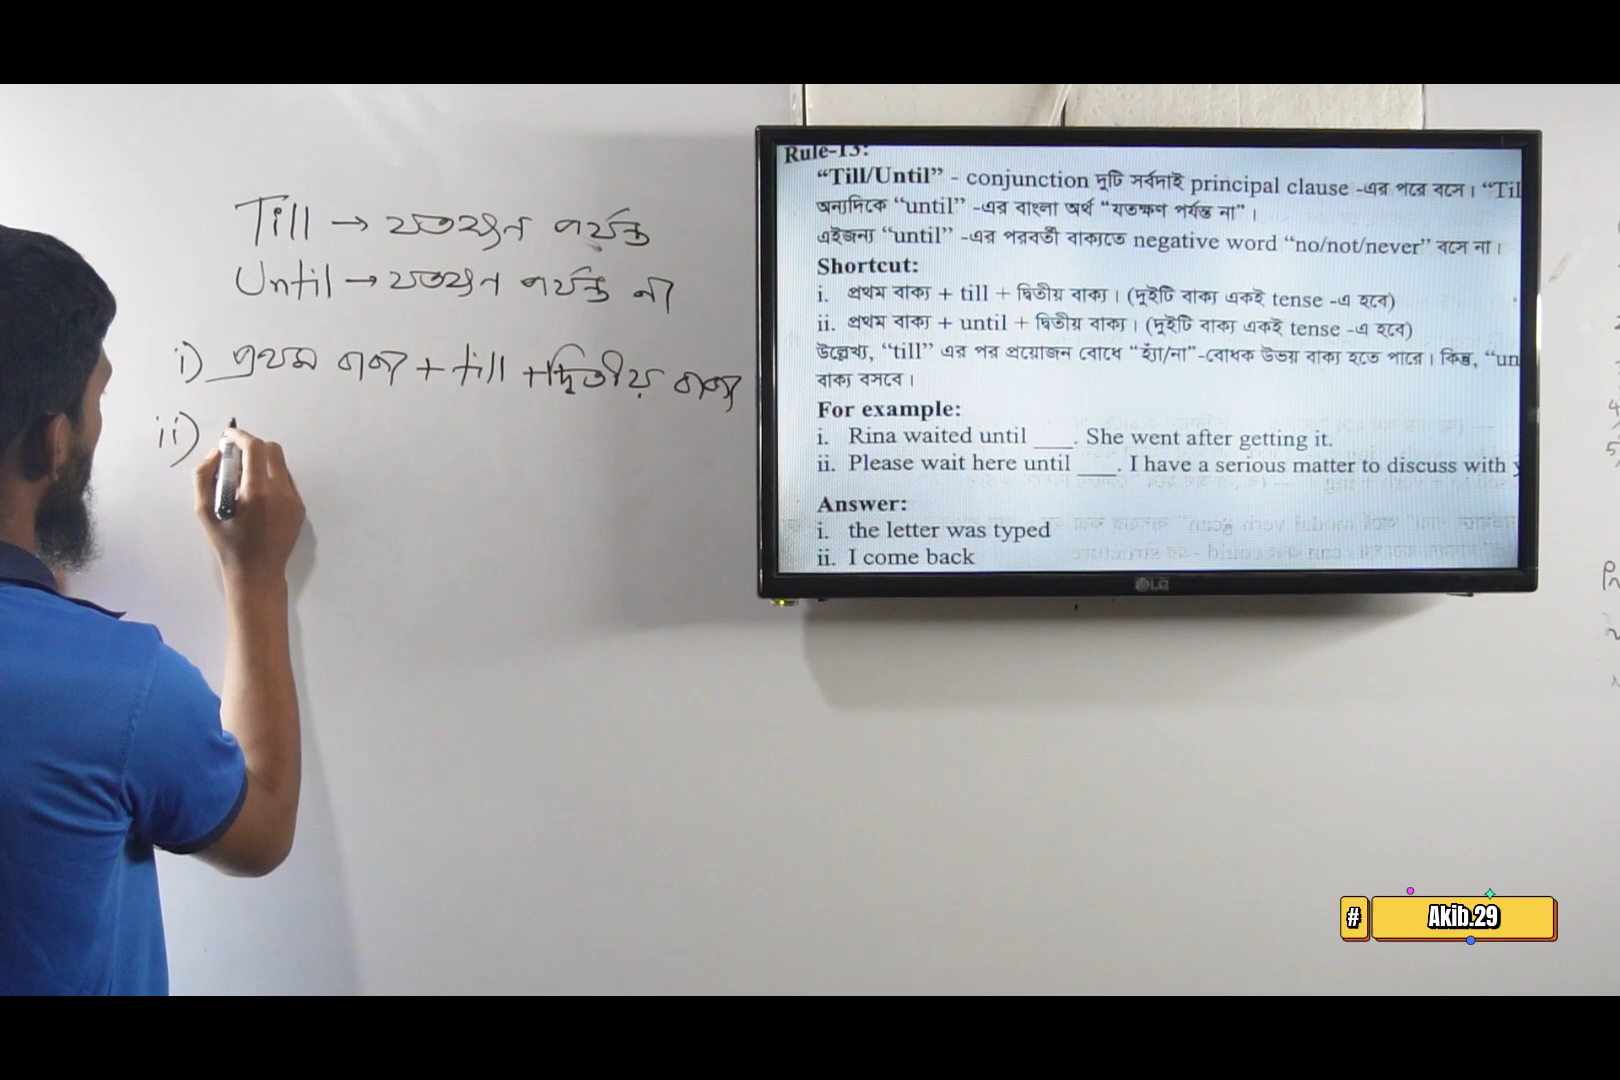 Till → যতক্ষণ পর্যন্ত
Until → যতক্ষণ পর্যন্ত না
i) প্রথম বাক্য + till + দ্বিতীয় বাক্য
ii)
Rule-13:
“Till/Until” - conjunction দুটি সর্বদাই principal clause -এর পরে বসে। “Til
অন্যদিকে “until” -এর বাংলা অর্থ “যতক্ষণ পর্যন্ত না”।
এইজন্য “until” -এর পরবর্তী বাক্যতে negative word “no/not/never” বসে না।
Shortcut:
i. প্রথম বাক্য + till + দ্বিতীয় বাক্য। (দুইটি বাক্য একই tense -এ হবে)
ii. প্রথম বাক্য + until + দ্বিতীয় বাক্য। (দুইটি বাক্য একই tense -এ হবে)
উল্লেখ্য, “till” এর পর প্রয়োজন বোধে “হ্যাঁ/না”-বোধক উভয় বাক্য হতে পারে। কিন্তু, “un
বাক্য বসবে।
For example:
i. Rina waited until ___. She went after getting it.
ii. Please wait here until ___. I have a serious matter to discuss with y
Answer:
i. the letter was typed
ii. I come back
LG
# Akib.29